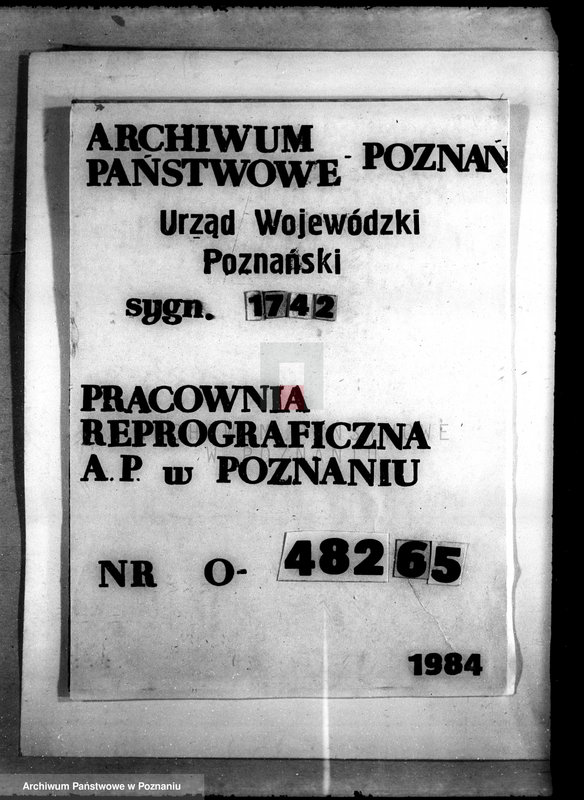 ARCHIWUM
PAŃSTWOWE - POZNAŃ
Urząd Wojewódzki
Poznański
sygn. 1742
PRACOWNIA
REPROGRAFICZNA
A.P. w POZNANIU
NR O- 48265
1984
Archiwum Państwowe w Poznaniu